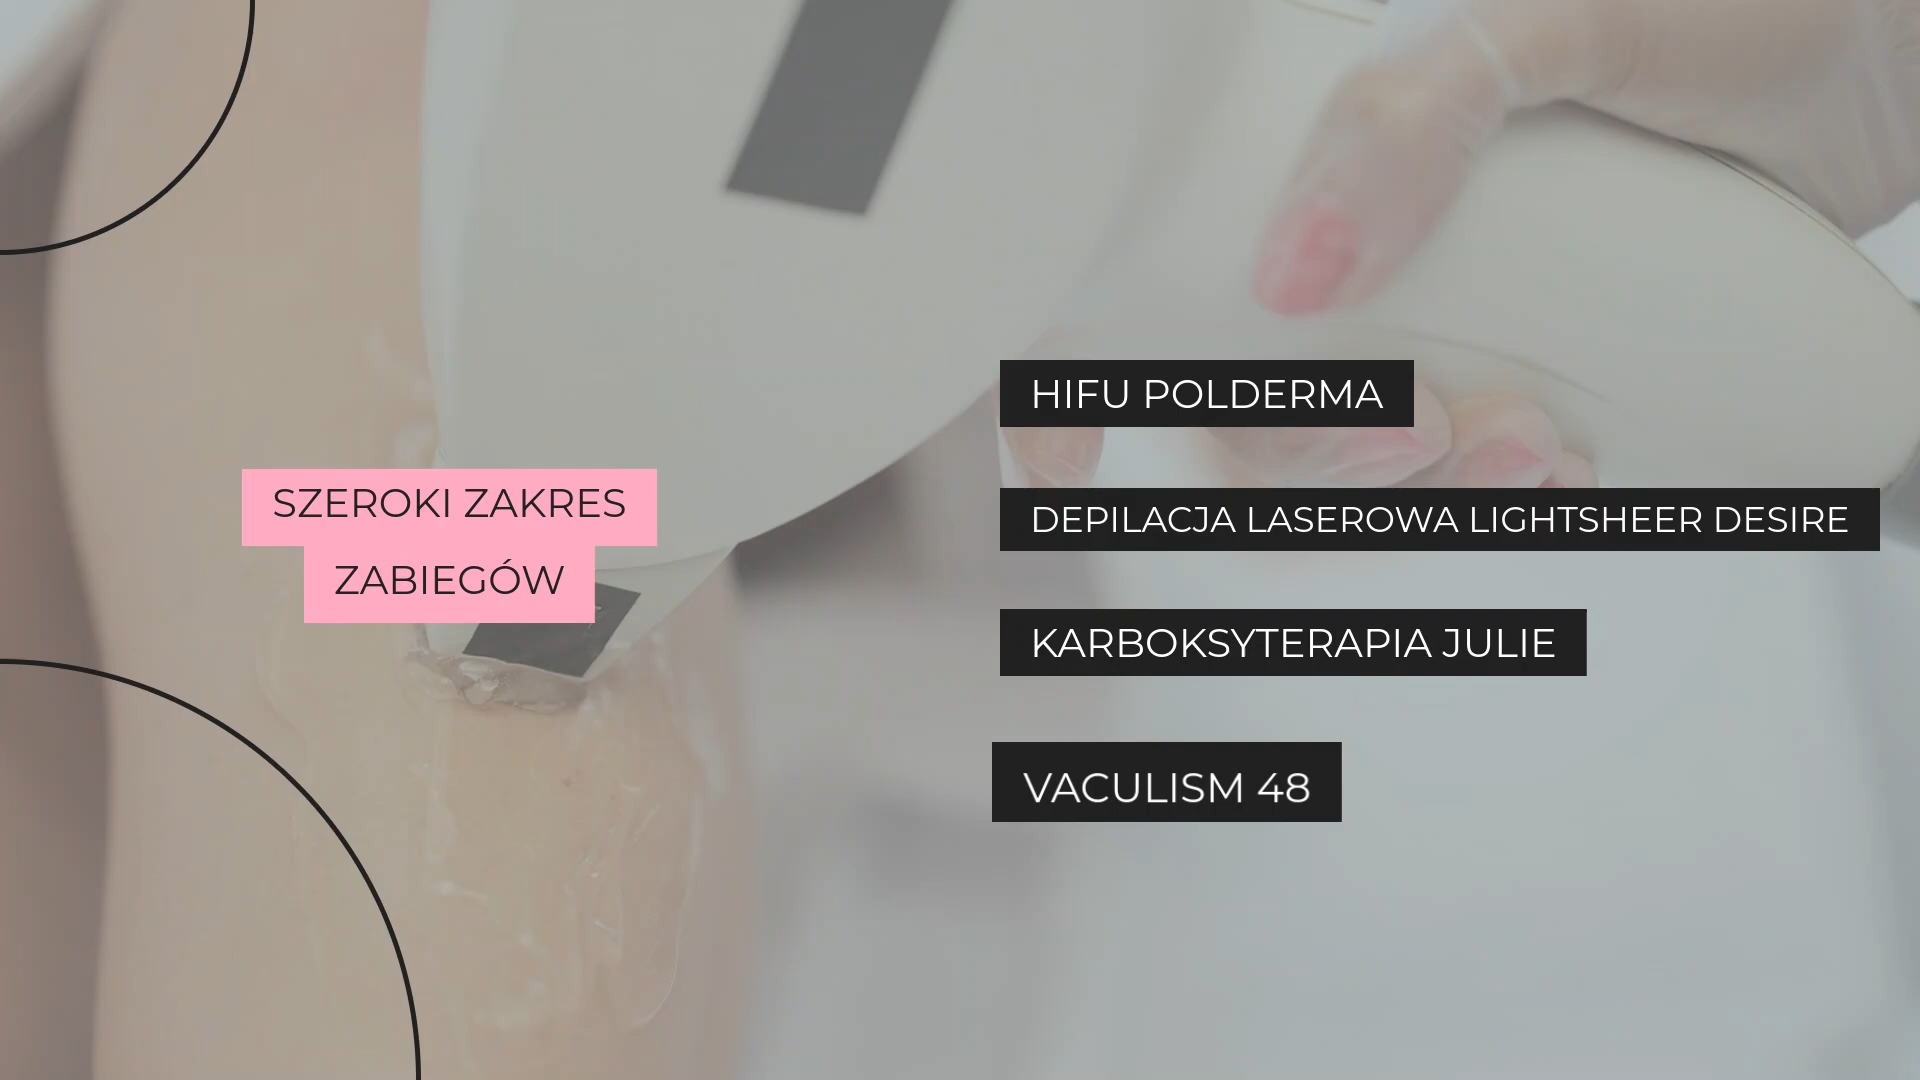 SZEROKI ZAKRES
ZABIEGÓW
HIFU POLDERMA
DEPILACJA LASEROWA LIGHTSHEER DESIRE
KARBOKSYTERAPIA JULIE
VACULISM 48